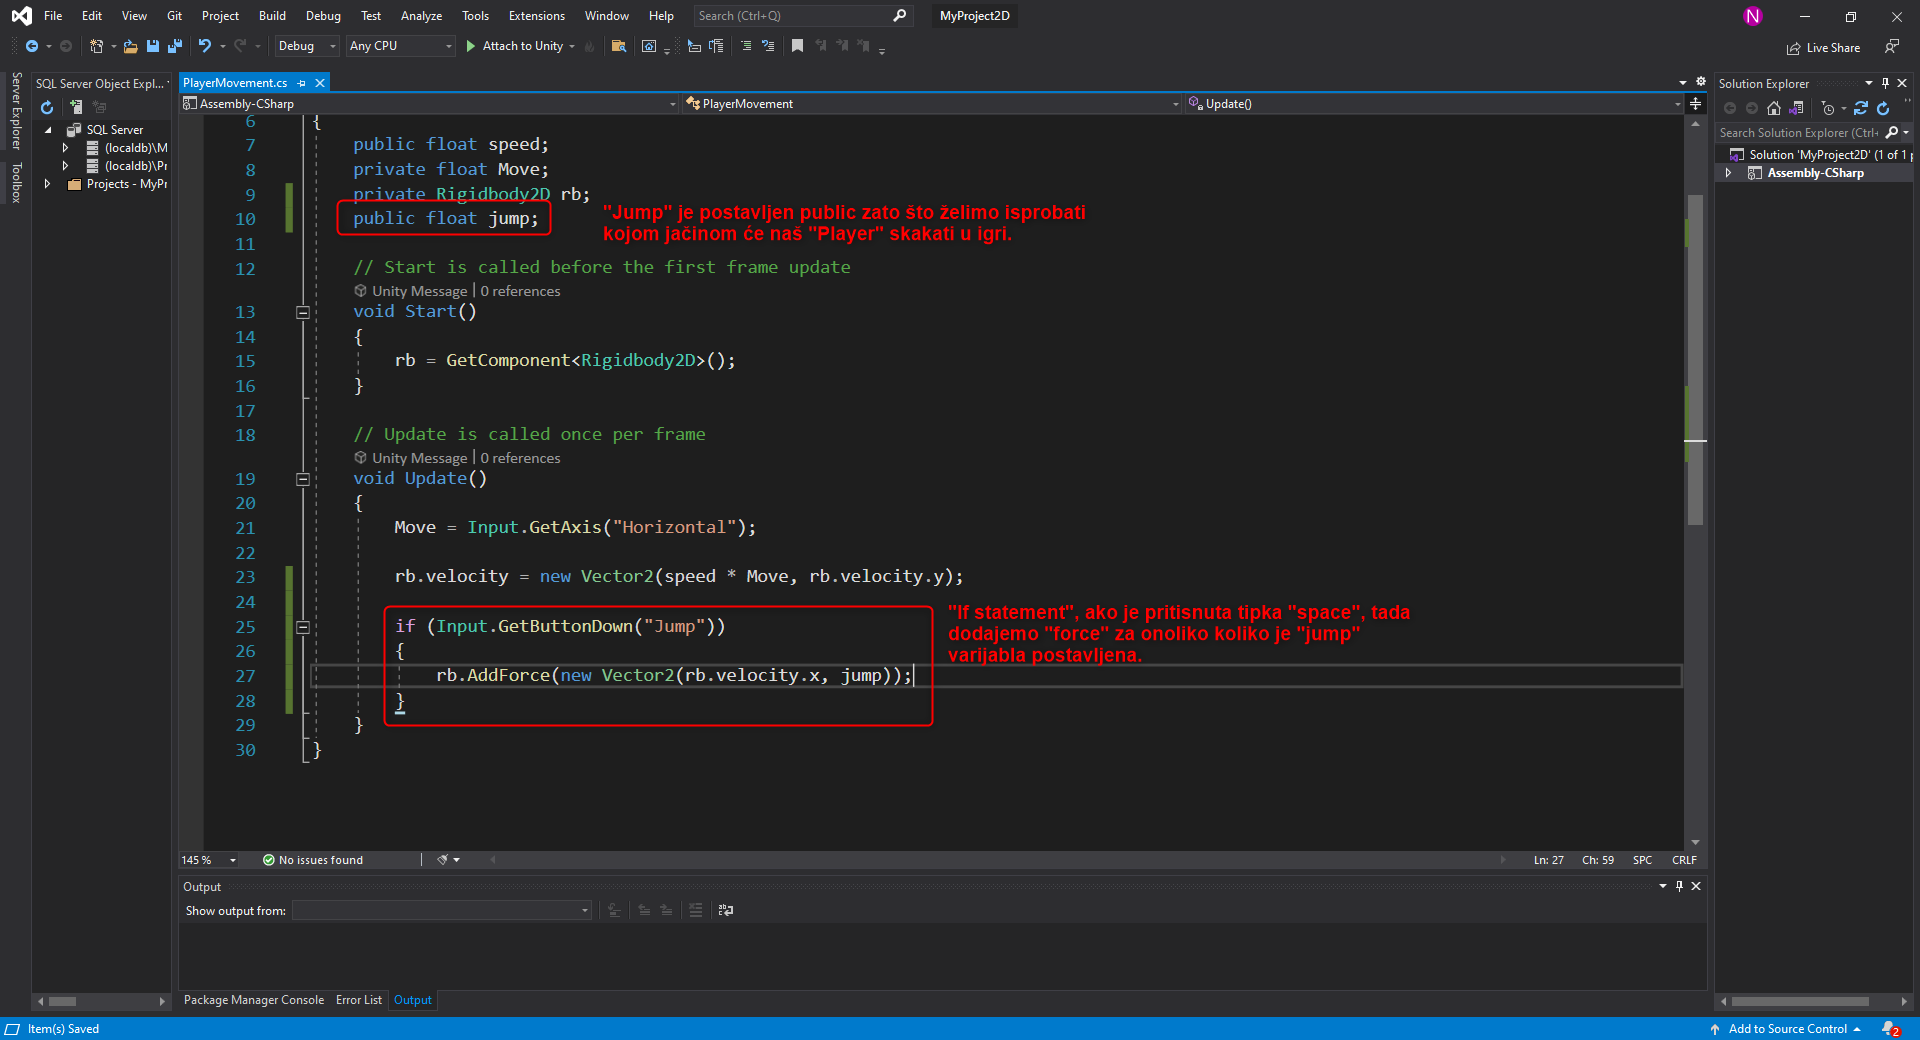 File Edit View Git Project Build Debug Test Analyze Tools Extensions Window Help Search (Ctrl+Q) MyProject2D N
Debug Any CPU Attach to Unity Live Share
Server Explorer
Toolbox
SQL Server Object Expl...
SQL Server
(localdb)\M
(localdb)\Pr
Projects - MyPr
PlayerMovement.cs
Assembly-CSharp PlayerMovement Update()
6 {
7 public float speed;
8 private float Move;
9 private Rigidbody2D rb;
10 public float jump;
"Jump" je postavljen public zato što želimo isprobati
kojom jačinom će naš "Player" skakati u igri.
11
12 // Start is called before the first frame update
Unity Message | 0 references
13 void Start()
14 {
15 rb = GetComponent<Rigidbody2D>();
16 }
17
18 // Update is called once per frame
Unity Message | 0 references
19 void Update()
20 {
21 Move = Input.GetAxis("Horizontal");
22
23 rb.velocity = new Vector2(speed * Move, rb.velocity.y);
24
25 if (Input.GetButtonDown("Jump"))
26 {
27 rb.AddForce(new Vector2(rb.velocity.x, jump));
28 }
29 }
30 }
"If statement", ako je pritisnuta tipka "space", tada
dodajemo "force" za onoliko koliko je "jump"
varijabla postavljena.
145 % No issues found Ln: 27 Ch: 59 SPC CRLF
Output
Show output from:
Package Manager Console Error List Output
Solution Explorer
Search Solution Explorer (Ctrl+
Solution 'MyProject2D' (1 of 1 p
Assembly-CSharp
Item(s) Saved Add to Source Control 2